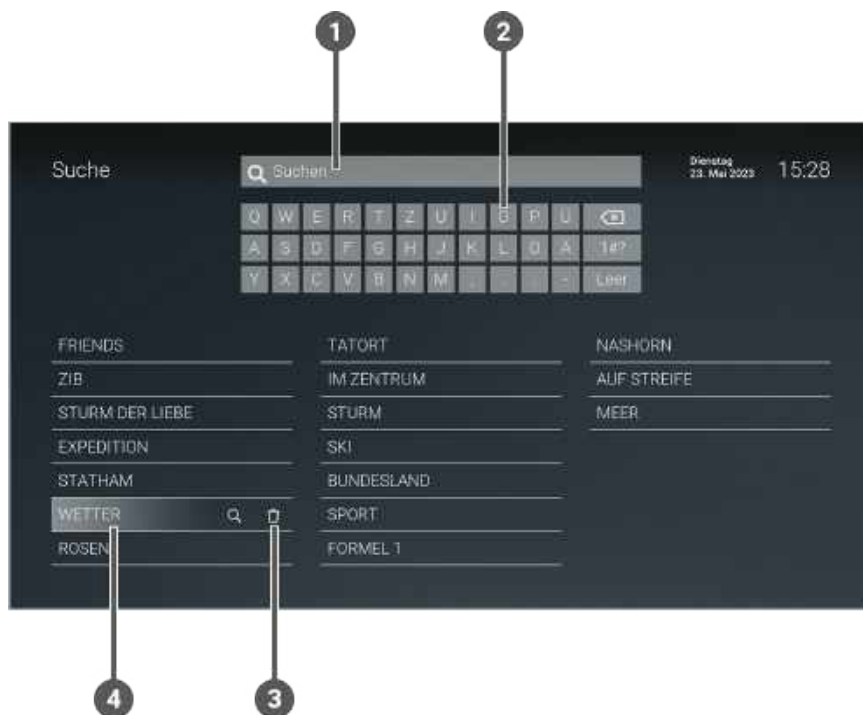 1 2
Suche
Suchen
Dienstag
23. Mai 2023
15:28
Q W E R T Z U I O P Ü
A S D F G H J K L Ö Ä 1#?
Y X C V B N M - Leer
FRIENDS TATORT NASHORN
ZIB IM ZENTRUM AUF STREIFE
STURM DER LIEBE STURM MEER
EXPEDITION SKI
STATHAM BUNDESLAND
WETTER SPORT
ROSEN FORMEL 1
4 3